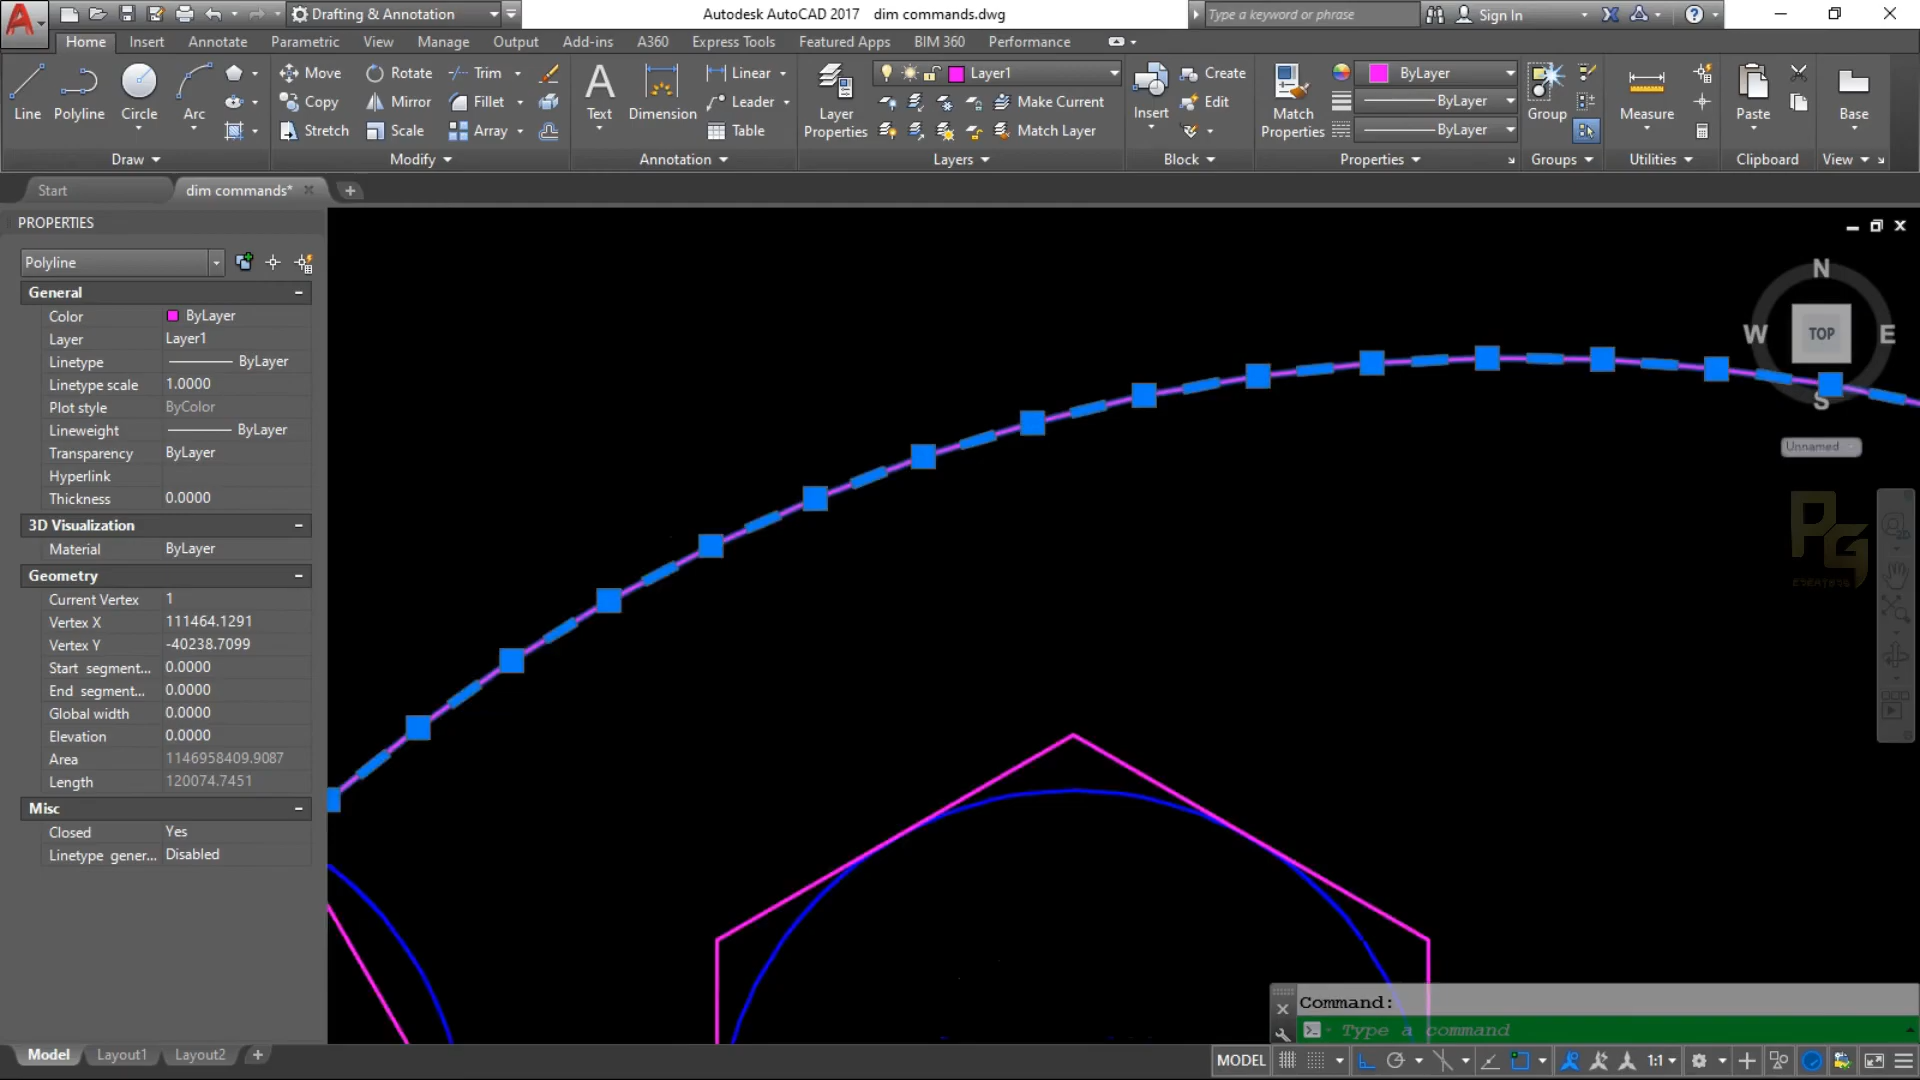 Drafting & Annotation
Autodesk AutoCAD 2017 dim commands.dwg
Type a keyword or phrase
Sign In
Home Insert Annotate Parametric View Manage Output Add-ins A360 Express Tools Featured Apps BIM 360 Performance
Line Polyline Circle Arc
Move Rotate Trim
Copy Mirror Fillet
Stretch Scale Array
Text Dimension
Linear
Leader
Table
Layer Properties
Layer1
Make Current
Match Layer
Insert
Create
Edit
Match Properties
ByLayer
ByLayer
ByLayer
Group
Measure
Paste
Base
Draw Modify Annotation Layers Block Properties Groups Utilities Clipboard View
Start dim commands*
PROPERTIES
Polyline
General
Color ByLayer
Layer Layer1
Linetype ByLayer
Linetype scale 1.0000
Plot style ByColor
Lineweight ByLayer
Transparency ByLayer
Hyperlink
Thickness 0.0000
3D Visualization
Material ByLayer
Geometry
Current Vertex 1
Vertex X 111464.1291
Vertex Y -40238.7099
Start segment... 0.0000
End segment... 0.0000
Global width 0.0000
Elevation 0.0000
Area 1146958409.9087
Length 120074.7451
Misc
Closed Yes
Linetype gener... Disabled
N
W TOP E
S
Unnamed
PG
Command:
Type a command
Model Layout1 Layout2
MODEL 1:1